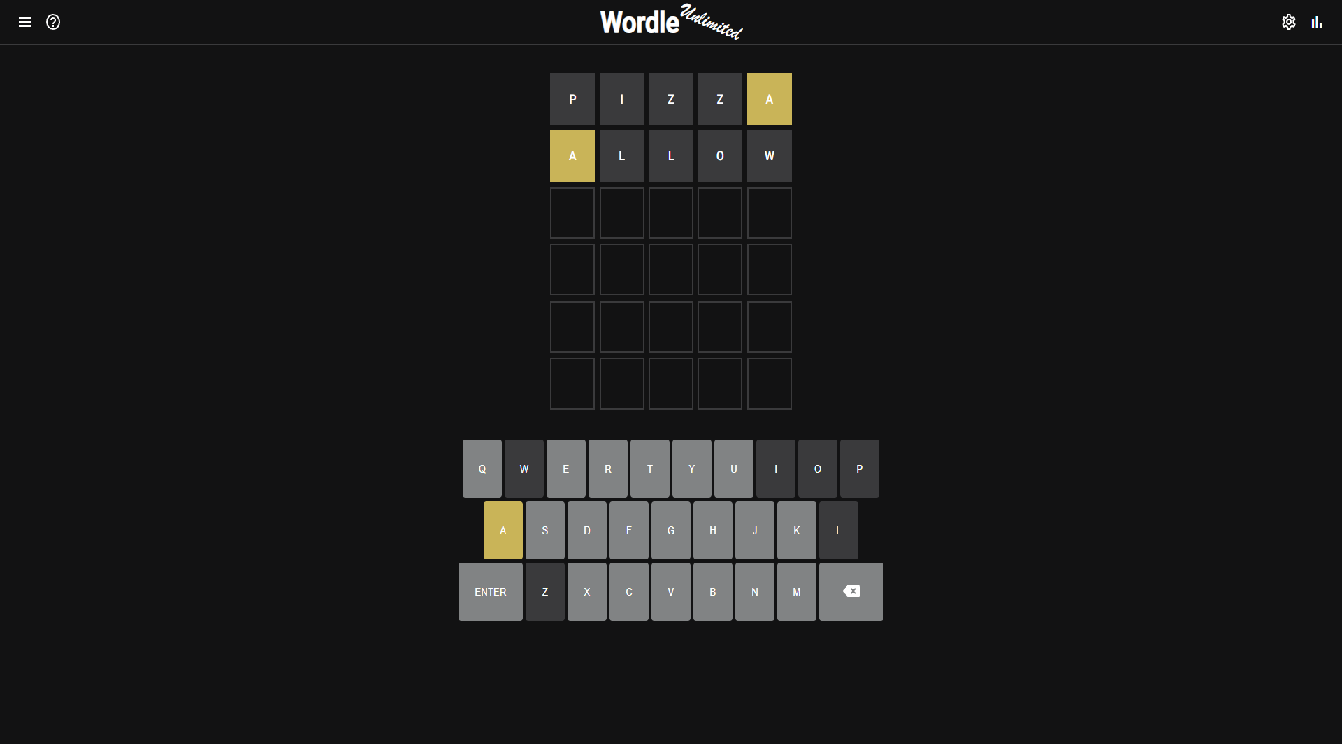 Wordle Unlimited
P I Z Z A
A L L O W
Q W E R T Y U I O P
A S D F G H J K L
ENTER Z X C V B N M